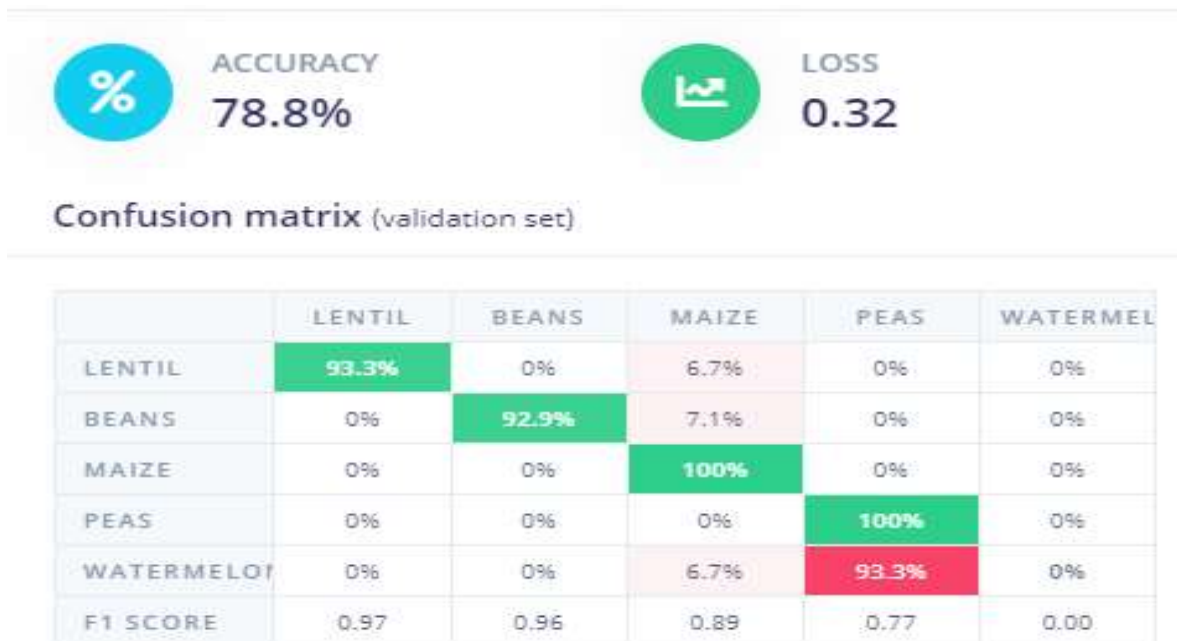 ACCURACY
78.8%
LOSS
0.32
Confusion matrix (validation set)
LENTIL BEANS MAIZE PEAS WATERMEL
LENTIL 93.3% 0% 6.7% 0% 0%
BEANS 0% 92.9% 7.1% 0% 0%
MAIZE 0% 0% 100% 0% 0%
PEAS 0% 0% 0% 100% 0%
WATERMELON 0% 0% 6.7% 93.3% 0%
F1 SCORE 0.97 0.96 0.89 0.77 0.00